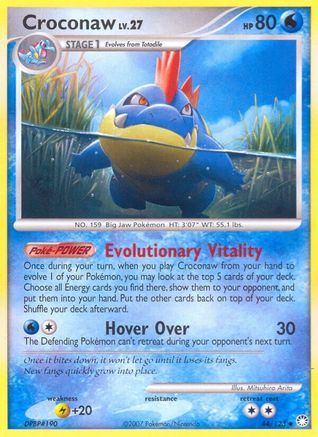 Croconaw LV.27 HP 80
STAGE 1 Evolves from Totodile
NO. 159 Big Jaw Pokémon HT: 3'07" WT: 55.1 lbs.
Poké-POWER Evolutionary Vitality
Once during your turn, when you play Croconaw from your hand to
evolve 1 of your Pokémon, you may look at the top 5 cards of your deck.
Choose all Energy cards you find there, show them to your opponent, and
put them into your hand. Put the other cards back on top of your deck.
Shuffle your deck afterward.
Hover Over 30
The Defending Pokémon can't retreat during your opponent's next turn.
Once it bites down, it won't let go until it loses its fangs.
New fangs quickly grow into place.
Illus. Mitsuhiro Arita
weakness resistance retreat cost
+20
DPBP#190 ©2007 Pokémon/Nintendo 44/123